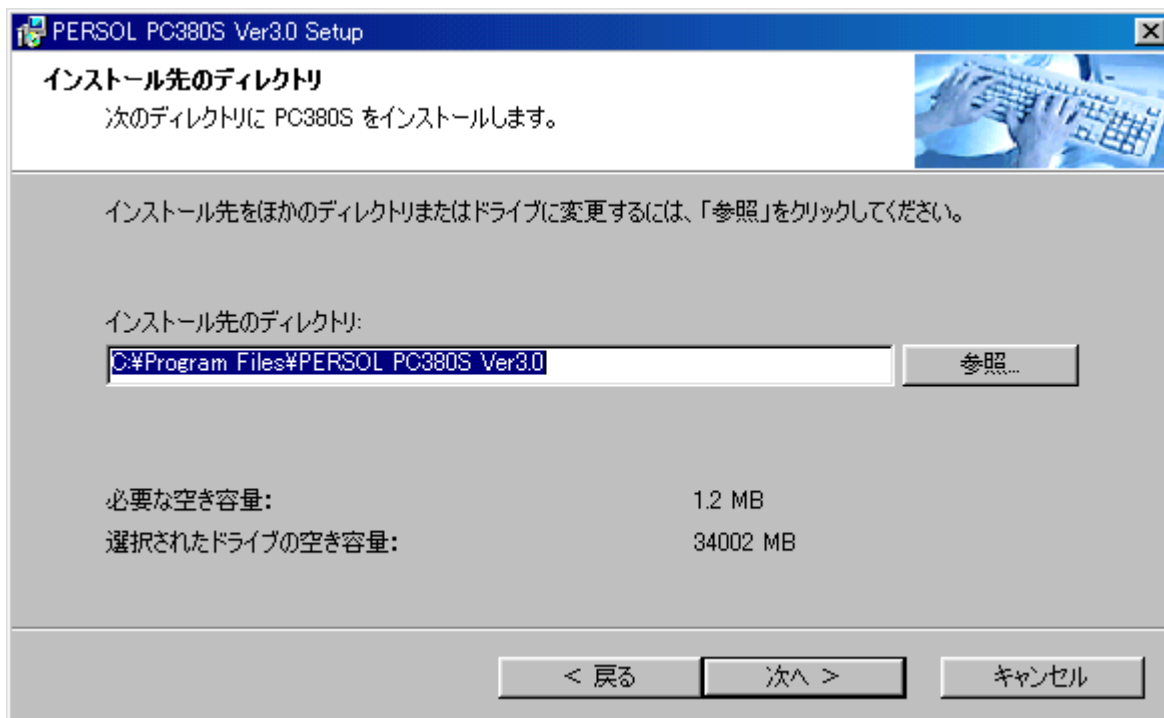 PERSOL PC380S Ver3.0 Setup
インストール先のディレクトリ
次のディレクトリに PC380S をインストールします。
インストール先をほかのディレクトリまたはドライブに変更するには、「参照」をクリックしてください。
インストール先のディレクトリ:
C:¥Program Files¥PERSOL PC380S Ver3.0
参照...
必要な空き容量: 1.2 MB
選択されたドライブの空き容量: 34002 MB
< 戻る 次へ > キャンセル